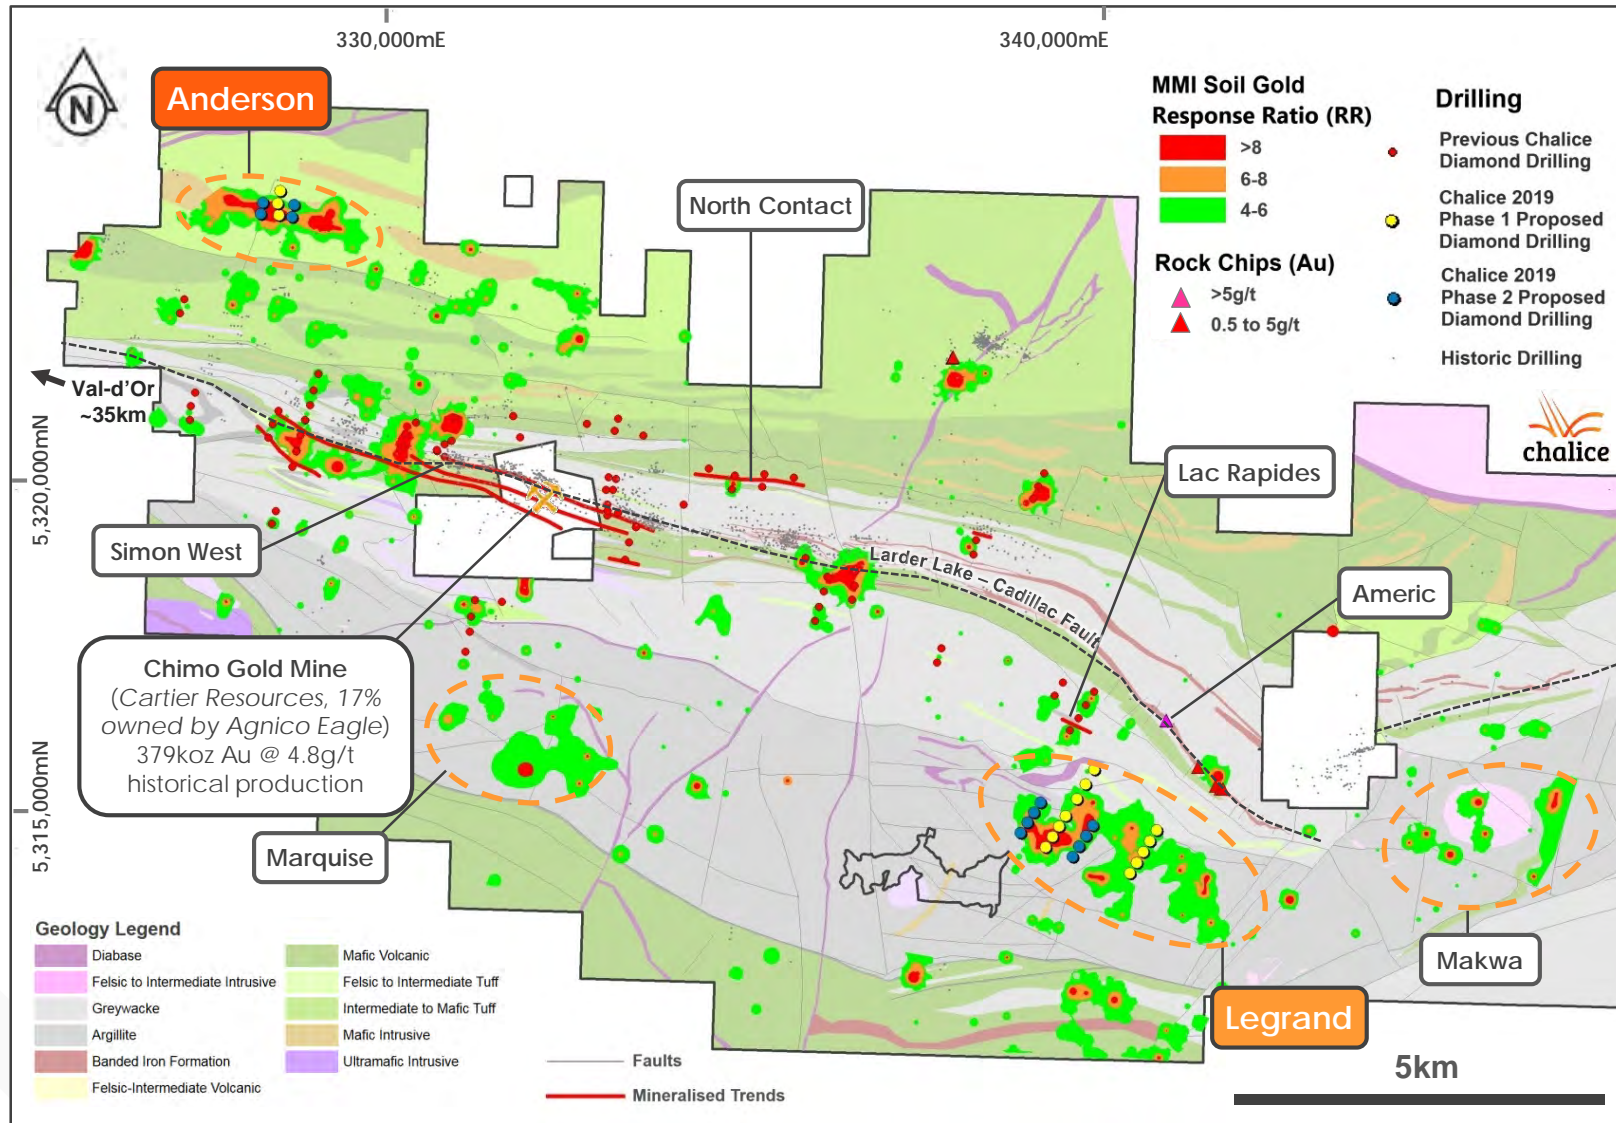 330,000mE
340,000mE
N
Anderson
North Contact
MMI Soil Gold
Response Ratio (RR)
>8
6-8
4-6
Rock Chips (Au)
>5g/t
0.5 to 5g/t
Drilling
Previous Chalice
Diamond Drilling
Chalice 2019
Phase 1 Proposed
Diamond Drilling
Chalice 2019
Phase 2 Proposed
Diamond Drilling
Historic Drilling
chalice
Val-d'Or
~35km
5,320,000mN
Simon West
Lac Rapides
Larder Lake – Cadillac Fault
Americ
Chimo Gold Mine
(Cartier Resources, 17%
owned by Agnico Eagle)
379koz Au @ 4.8g/t
historical production
5,315,000mN
Marquise
Makwa
Legrand
Geology Legend
Diabase
Felsic to Intermediate Intrusive
Greywacke
Argillite
Banded Iron Formation
Felsic-Intermediate Volcanic
Mafic Volcanic
Felsic to Intermediate Tuff
Intermediate to Mafic Tuff
Mafic Intrusive
Ultramafic Intrusive
Faults
Mineralised Trends
5km